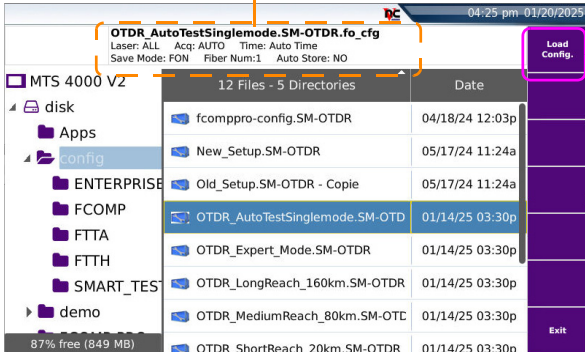 04:25 pm 01/20/2025
OTDR_AutoTestSinglemode.SM-OTDR.fo_cfg
Laser: ALL Acq: AUTO Time: Auto Time
Save Mode: FON Fiber Num:1 Auto Store: NO
Load
Config.
MTS 4000 V2
12 Files - 5 Directories Date
disk
Apps
config
ENTERPRISE
FCOMP
FTTA
FTTH
SMART_TES
demo
87% free (849 MB)
fcomppro-config.SM-OTDR 04/18/24 12:03p
New_Setup.SM-OTDR 05/17/24 11:24a
Old_Setup.SM-OTDR - Copie 05/17/24 11:24a
OTDR_AutoTestSinglemode.SM-OTD 01/14/25 03:30p
OTDR_Expert_Mode.SM-OTDR 01/14/25 03:30p
OTDR_LongReach_160km.SM-OTDR 01/14/25 03:30p
OTDR_MediumReach_80km.SM-OTD 01/14/25 03:30p
OTDR_ShortReach_20km.SM-OTDR 01/14/25 03:30p
Exit